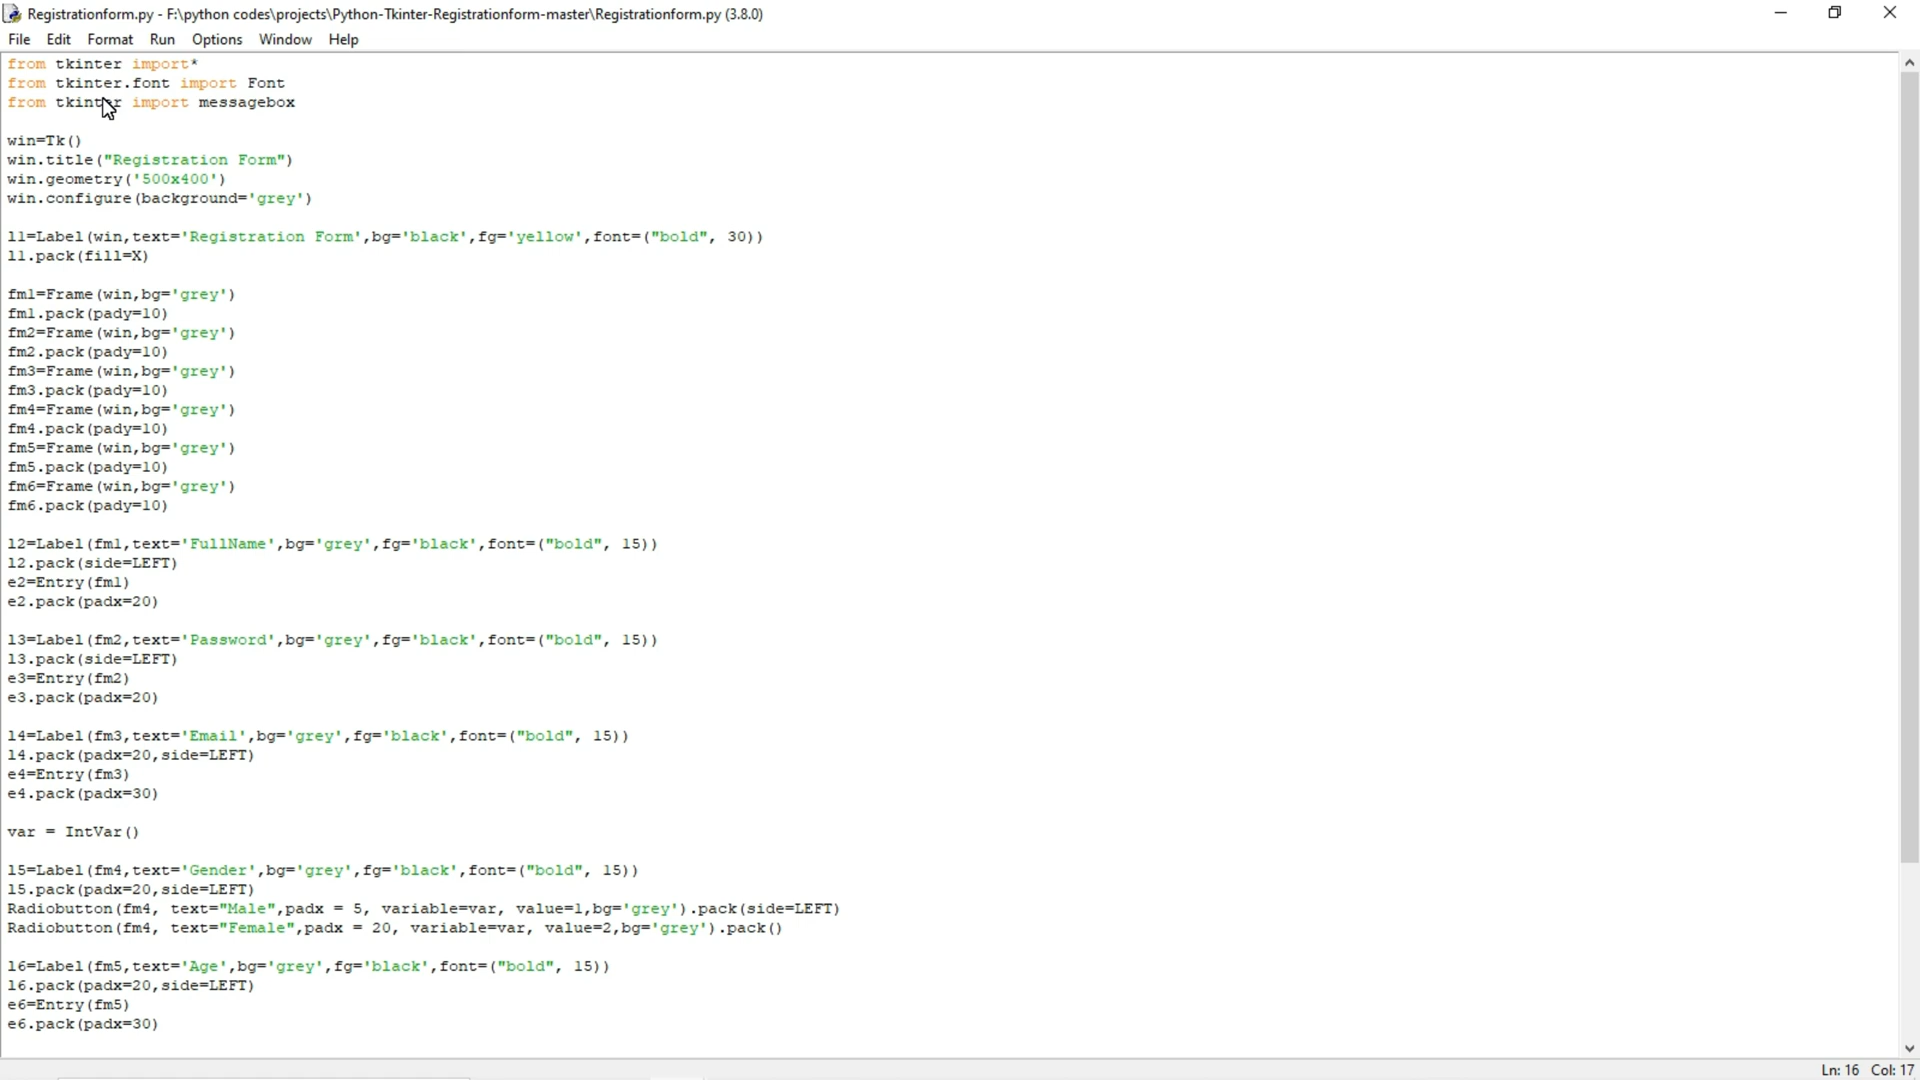 Registrationform.py - F:\python codes\projects\Python-Tkinter-Registrationform-master\Registrationform.py (3.8.0)
File Edit Format Run Options Window Help
from tkinter import*
from tkinter.font import Font
from tkinter import messagebox
win=Tk()
win.title("Registration Form")
win.geometry('500x400')
win.configure(background='grey')
l1=Label(win,text='Registration Form',bg='black',fg='yellow',font=("bold", 30))
l1.pack(fill=X)
fm1=Frame(win,bg='grey')
fm1.pack(pady=10)
fm2=Frame(win,bg='grey')
fm2.pack(pady=10)
fm3=Frame(win,bg='grey')
fm3.pack(pady=10)
fm4=Frame(win,bg='grey')
fm4.pack(pady=10)
fm5=Frame(win,bg='grey')
fm5.pack(pady=10)
fm6=Frame(win,bg='grey')
fm6.pack(pady=10)
l2=Label(fm1,text='FullName',bg='grey',fg='black',font=("bold", 15))
l2.pack(side=LEFT)
e2=Entry(fm1)
e2.pack(padx=20)
l3=Label(fm2,text='Password',bg='grey',fg='black',font=("bold", 15))
l3.pack(side=LEFT)
e3=Entry(fm2)
e3.pack(padx=20)
l4=Label(fm3,text='Email',bg='grey',fg='black',font=("bold", 15))
l4.pack(padx=20,side=LEFT)
e4=Entry(fm3)
e4.pack(padx=30)
var = IntVar()
l5=Label(fm4,text='Gender',bg='grey',fg='black',font=("bold", 15))
l5.pack(padx=20,side=LEFT)
Radiobutton(fm4, text="Male",padx = 5, variable=var, value=1,bg='grey').pack(side=LEFT)
Radiobutton(fm4, text="Female",padx = 20, variable=var, value=2,bg='grey').pack()
l6=Label(fm5,text='Age',bg='grey',fg='black',font=("bold", 15))
l6.pack(padx=20,side=LEFT)
e6=Entry(fm5)
e6.pack(padx=30)
Ln: 16 Col: 17